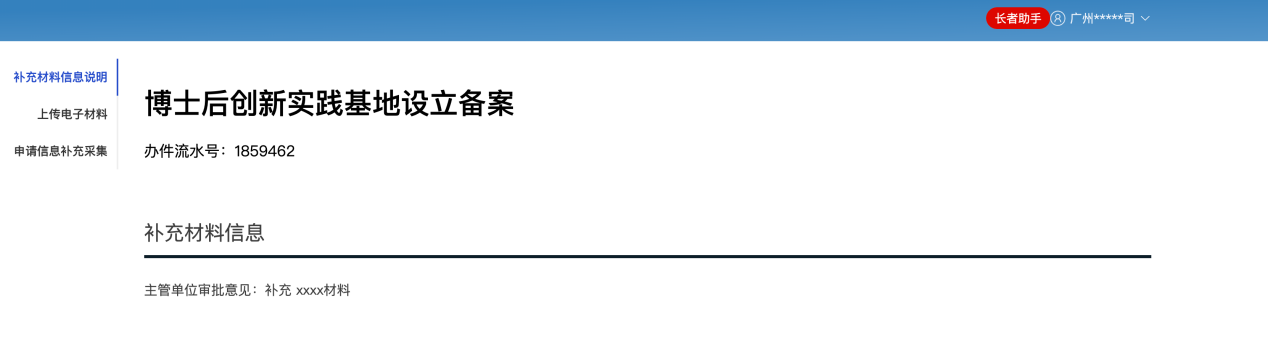 长者助手 广州*****司
补充材料信息说明
上传电子材料
申请信息补充采集
博士后创新实践基地设立备案
办件流水号：1859462
补充材料信息
主管单位审批意见：补充 xxxx材料